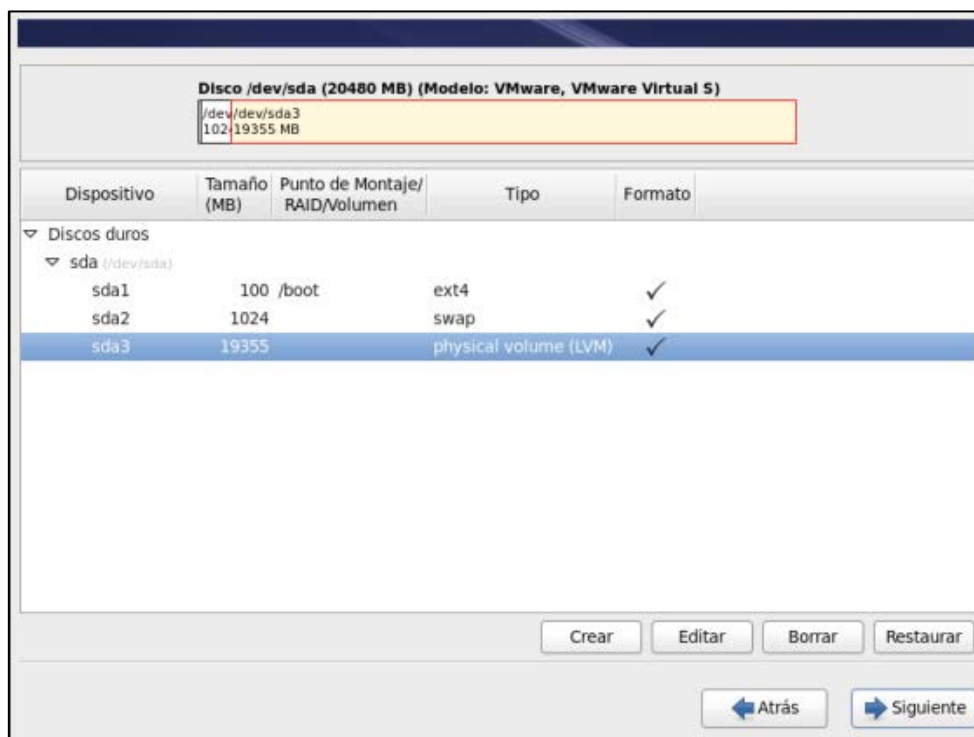 Disco /dev/sda (20480 MB) (Modelo: VMware, VMware Virtual S)
/dev/dev/sda3
102 19355 MB
Dispositivo Tamaño (MB) Punto de Montaje/ RAID/Volumen Tipo Formato
Discos duros
sda (/dev/sda)
sda1 100 /boot ext4 ✓
sda2 1024 swap ✓
sda3 19355 physical volume (LVM) ✓
Crear Editar Borrar Restaurar
Atrás Siguiente